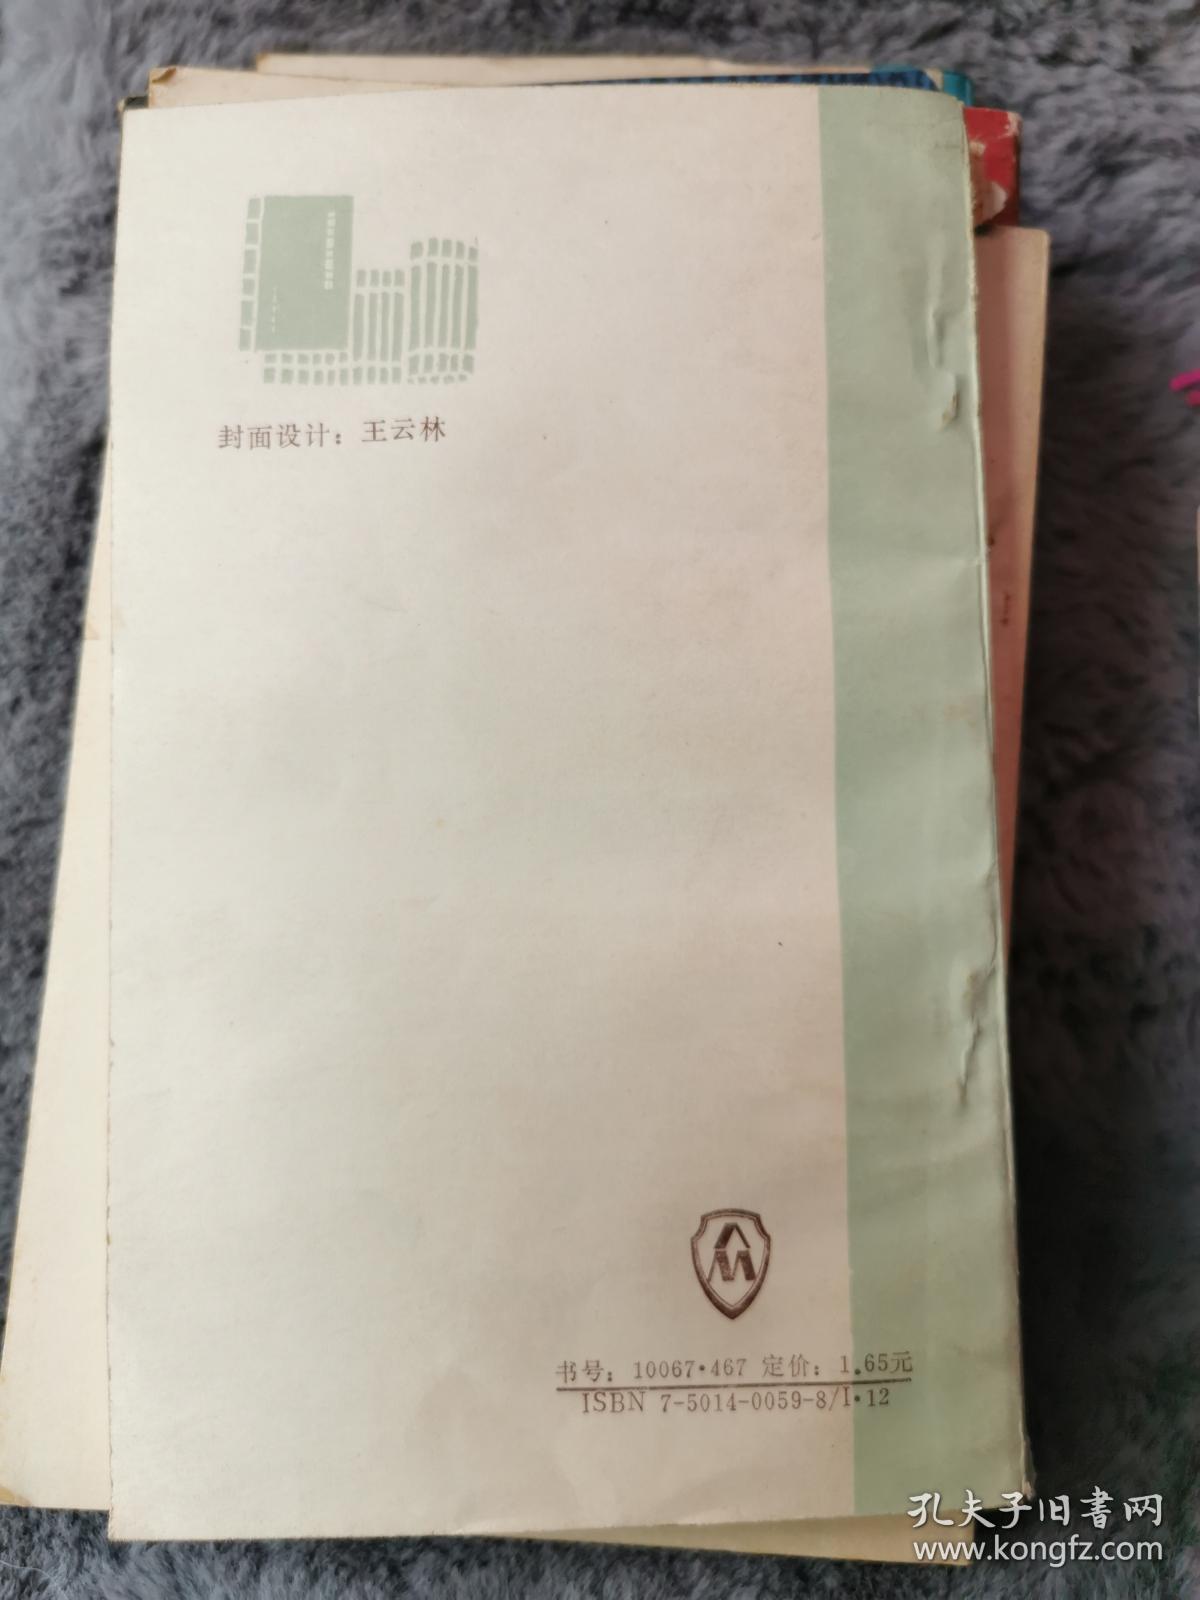 封面设计：王云林
书号：10067·467 定价：1.65元
ISBN 7-5014-0059-8/I·12
孔夫子旧書网
www.kongfz.com